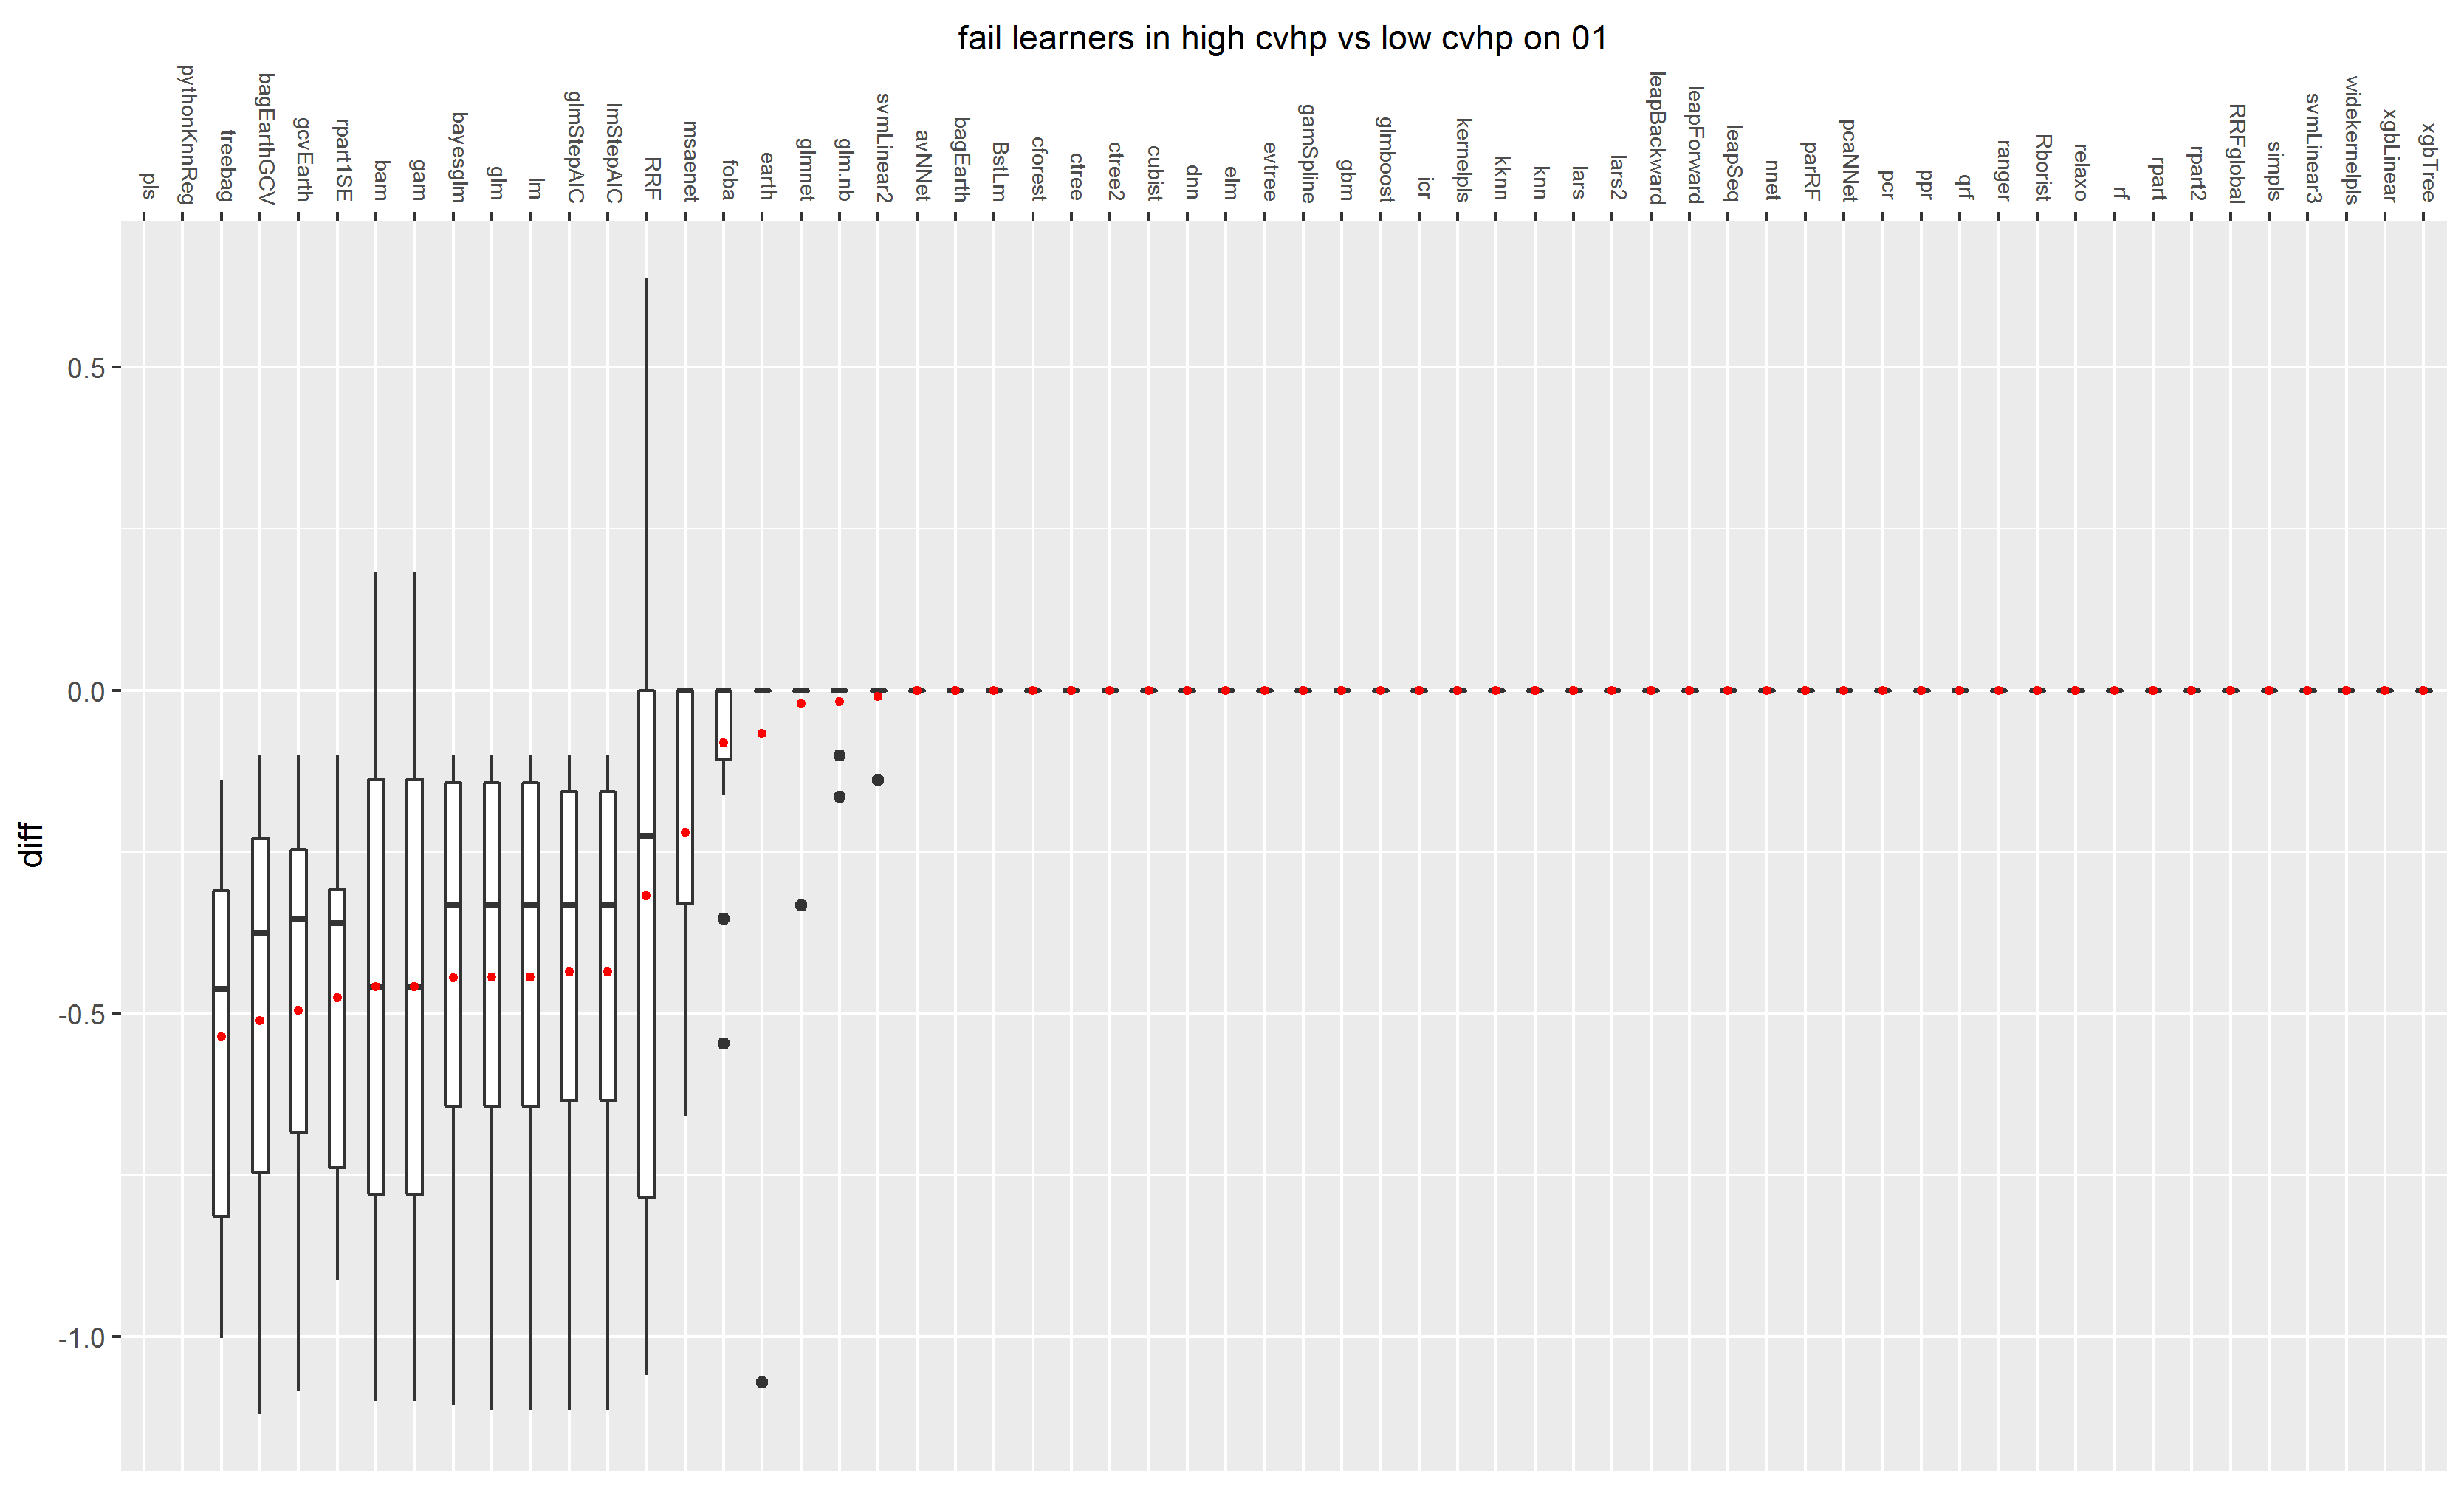 fail learners in high cvhp vs low cvhp on 01
pls
pythonKnnReg
treebag
bagEarthGCV
gcvEarth
rpart1SE
bam
gam
bayesglm
glm
lm
glmStepAIC
lmStepAIC
RRF
msaenet
foba
earth
glmnet
glm.nb
svmLinear2
avNNet
bagEarth
BstLm
cforest
ctree
ctree2
cubist
dnn
elm
evtree
gamSpline
gbm
glmboost
icr
kernelpls
kknn
knn
lars
lars2
leapBackward
leapForward
leapSeq
nnet
parRF
pcaNNet
pcr
ppr
qrf
ranger
Rborist
relaxo
rf
rpart
rpart2
RRFglobal
simpls
svmLinear3
widekernelpls
xgbLinear
xgbTree
0.5
0.0
-0.5
-1.0
diff